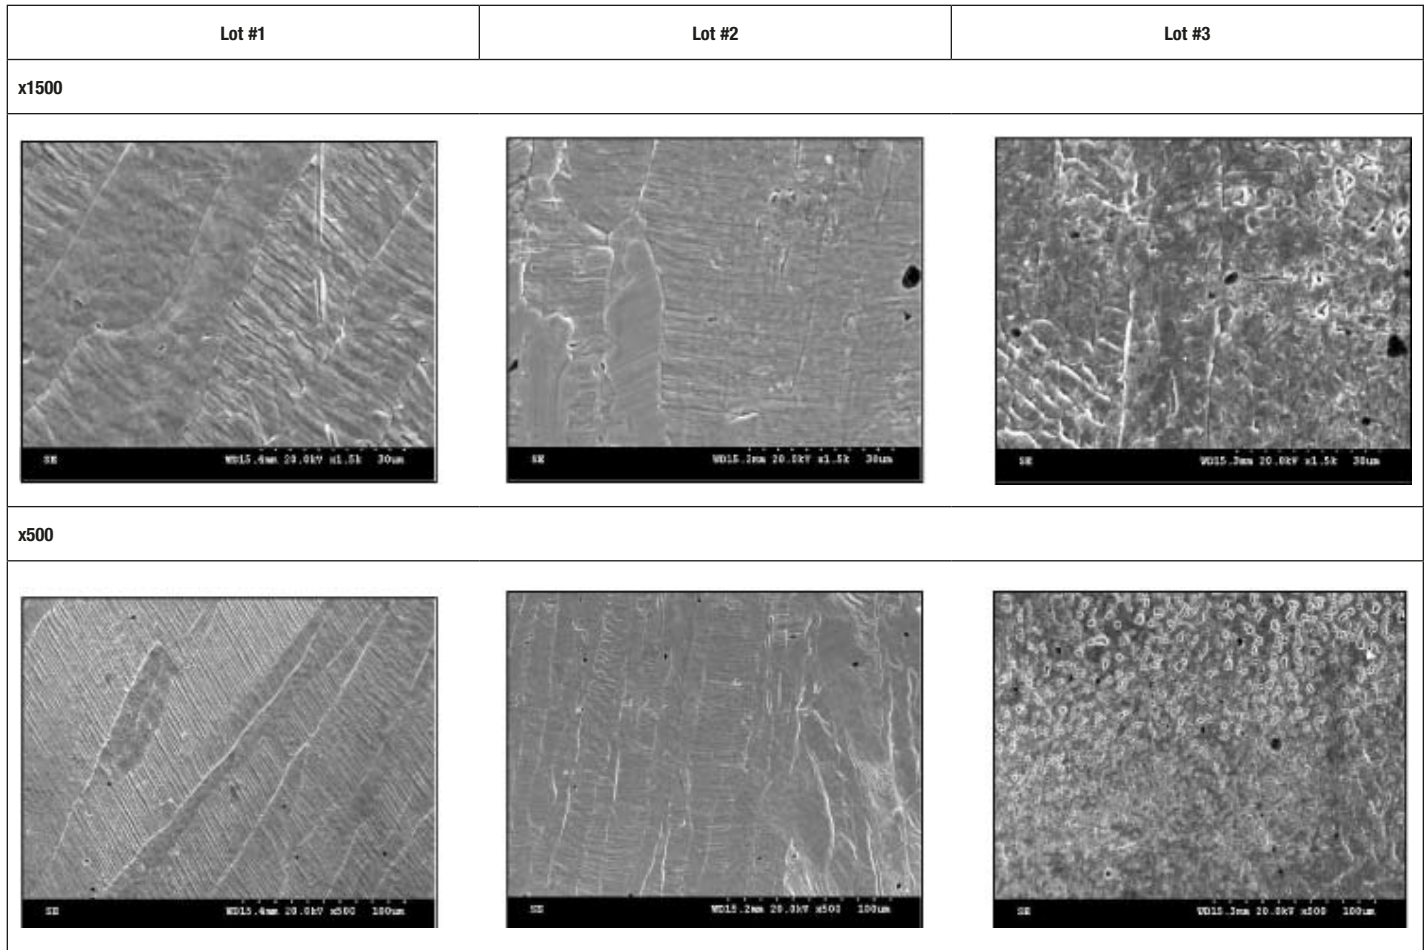 Lot #1
Lot #2
Lot #3
x1500
SE WD15.4mm 20.0kV x1.5k 30um
SE WD15.2mm 20.0kV x1.5k 30um
SE WD15.3mm 20.0kV x1.5k 30um
x500
SE WD15.4mm 20.0kV x500 100um
SE WD15.2mm 20.0kV x500 100um
SE WD15.3mm 20.0kV x500 100um